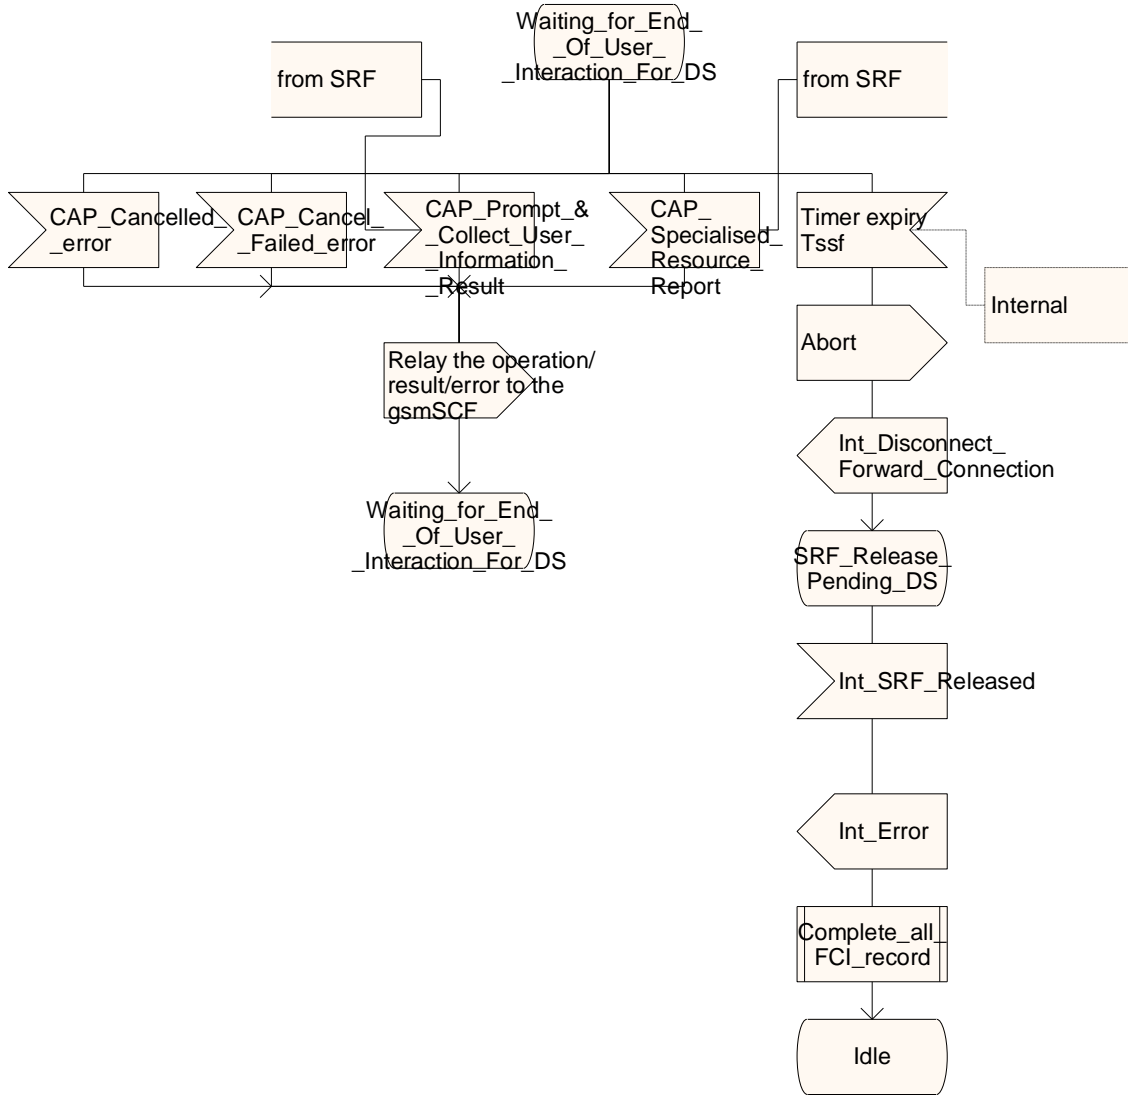 Waiting_for_End_
_Of_User_
_Interaction_For_DS
from SRF
from SRF
CAP_Cancelled_
_error
CAP_Cancel_
_Failed_error
CAP_Prompt_&
_Collect_User_
_Information_
_Result
CAP_
Specialised_
Resource_
Report
Timer expiry
Tssf
Internal
Abort
Relay the operation/
result/error to the
gsmSCF
Int_Disconnect_
Forward_Connection
Waiting_for_End_
_Of_User_
_Interaction_For_DS
SRF_Release_
Pending_DS
Int_SRF_Released
Int_Error
Complete_all_
FCI_record
Idle